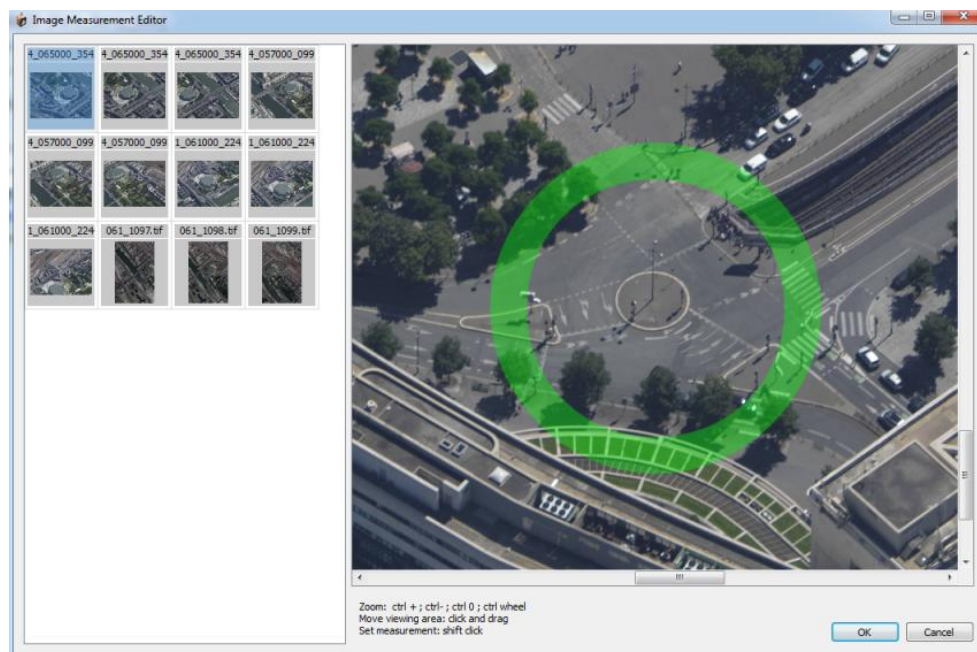 Image Measurement Editor
4_065000_354 4_065000_354 4_065000_354 4_057000_099
4_057000_099 4_057000_099 1_061000_224 1_061000_224
1_061000_224 061_1097.tif 061_1098.tif 061_1099.tif
Zoom: ctrl + ; ctrl- ; ctrl 0 ; ctrl wheel
Move viewing area: click and drag
Set measurement: shift click
OK Cancel